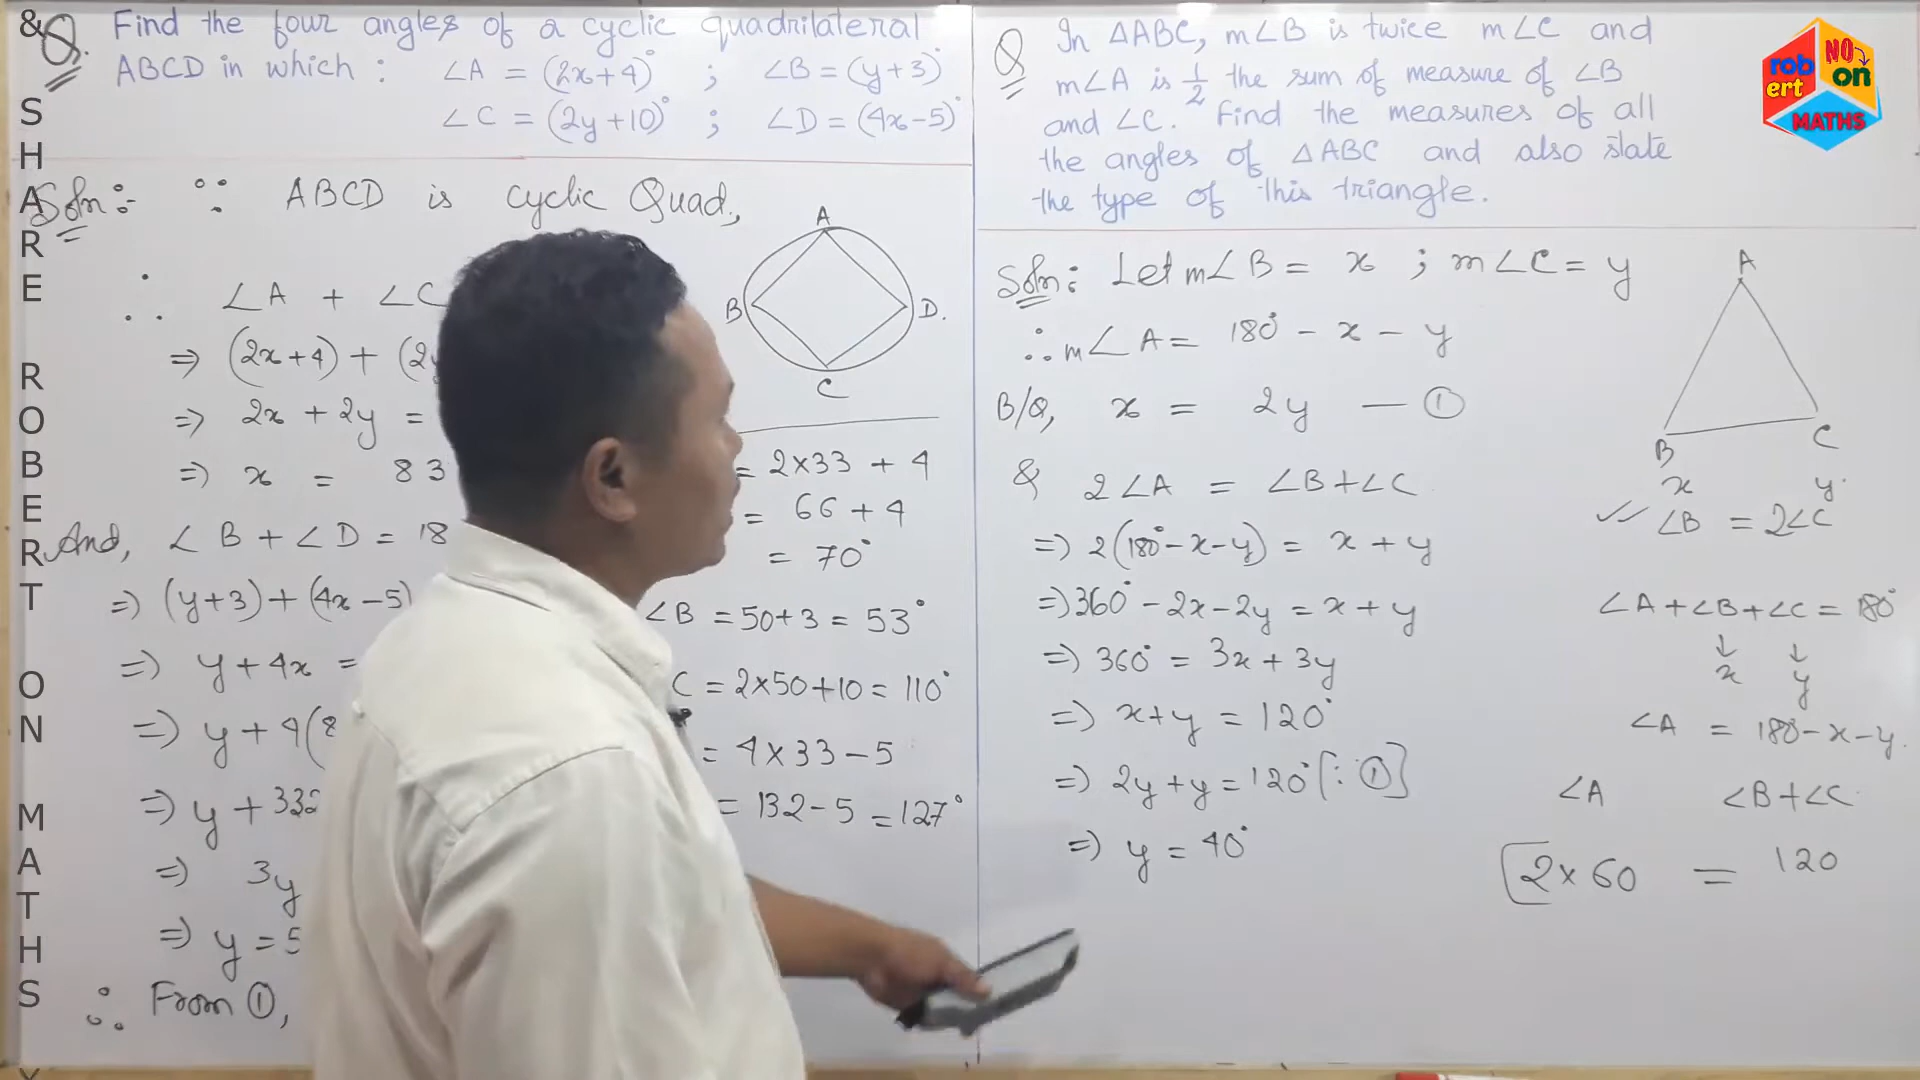 &
SHARE ROBERT ON MATHS
Q. Find the four angles of a cyclic quadrilateral
ABCD in which : ∠A = (2x+4)° ; ∠B = (y+3)°
∠C = (2y+10)° ; ∠D = (4x-5)°
Soln: ∵ ABCD is cyclic Quad,
A
B
D.
C
∴ ∠A + ∠C
=> (2x+4) + (2y
=> 2x + 2y =
=> x = 83
And, ∠B + ∠D = 18
=> (y+3)+(4x-5)
=> y + 4x =
=> y + 4(8
=> y + 332
=> 3y
=> y = 5
∴ From ①,
= 2×33 + 4
= 66 + 4
= 70°
∠B = 50+3 = 53°
C = 2×50+10 = 110°
= 4×33-5
= 132-5 = 127°
Q In △ABC, m∠B is twice m∠C and
m∠A is 1/2 the sum of measure of ∠B
and ∠C. Find the measures of all
the angles of △ABC and also state
the type of this triangle.
Soln: Let m∠B = x ; m∠C = y
∴ m∠A = 180° - x - y
B/Q, x = 2y — ①
& 2∠A = ∠B+∠C
=> 2(180°-x-y) = x + y
=> 360° - 2x - 2y = x + y
=> 360° = 3x + 3y
=> x+y = 120°
=> 2y + y = 120° [∵ ①]
=> y = 40°
A
B
C
x
y.
∠B = 2∠C
∠A+∠B+∠C = 180°
↓ ↓
x y
∠A = 180-x-y.
∠A ∠B+∠C
2×60 = 120
robert
NO on
MATHS